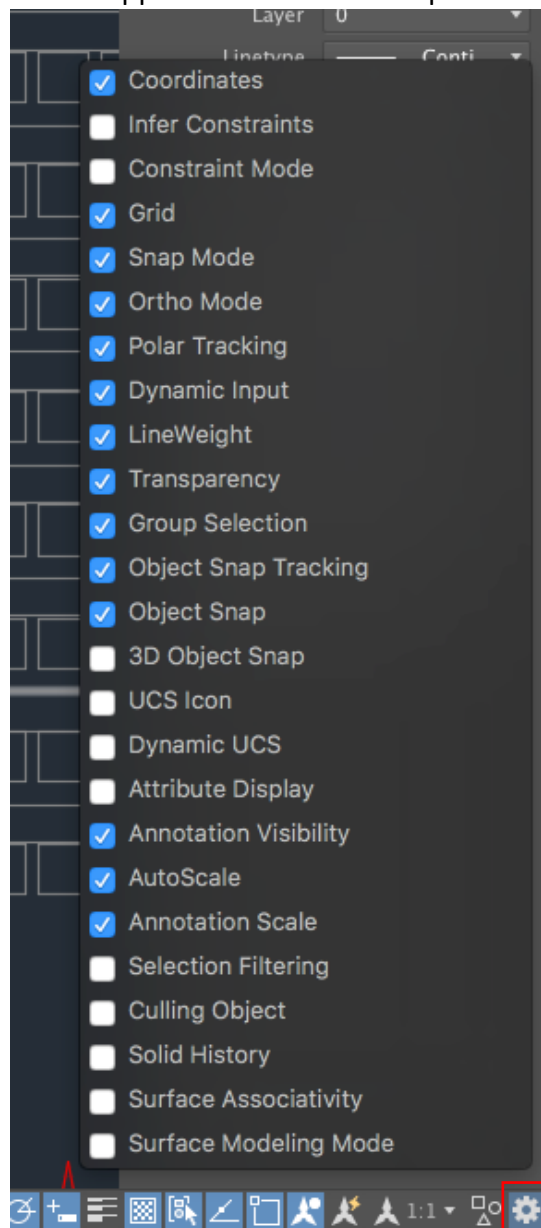 Layer 0
Linetype Conti
Coordinates
Infer Constraints
Constraint Mode
Grid
Snap Mode
Ortho Mode
Polar Tracking
Dynamic Input
LineWeight
Transparency
Group Selection
Object Snap Tracking
Object Snap
3D Object Snap
UCS Icon
Dynamic UCS
Attribute Display
Annotation Visibility
AutoScale
Annotation Scale
Selection Filtering
Culling Object
Solid History
Surface Associativity
Surface Modeling Mode
1:1